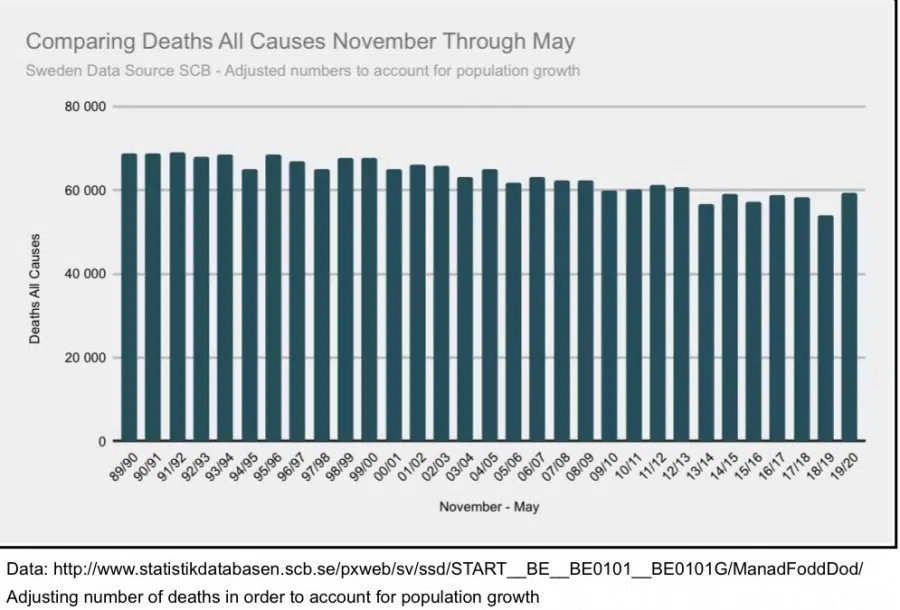 Comparing Deaths All Causes November Through May
Sweden Data Source SCB - Adjusted numbers to account for population growth
80 000
60 000
40 000
20 000
0
Deaths All Causes
89/90 90/91 91/92 92/93 93/94 94/95 95/96 96/97 97/98 98/99 99/00 00/01 01/02 02/03 03/04 04/05 05/06 06/07 07/08 08/09 09/10 10/11 11/12 12/13 13/14 14/15 15/16 16/17 17/18 18/19 19/20
November - May
Data: http://www.statistikdatabasen.scb.se/pxweb/sv/ssd/START__BE__BE0101__BE0101G/ManadFoddDod/
Adjusting number of deaths in order to account for population growth